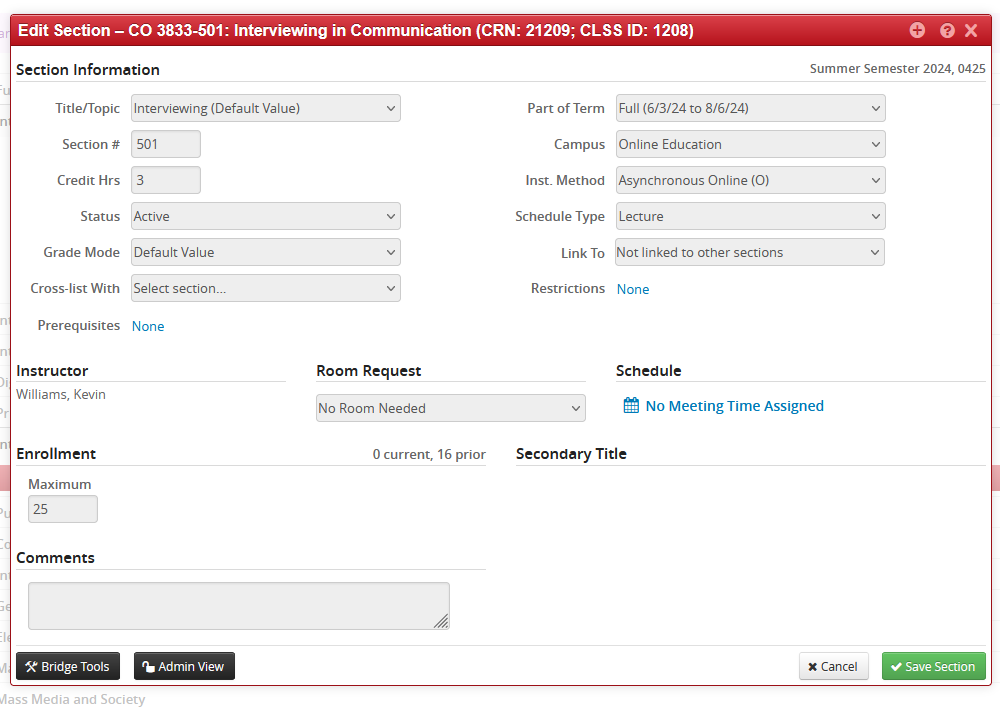 Edit Section – CO 3833-501: Interviewing in Communication (CRN: 21209; CLSS ID: 1208)
Section Information
Summer Semester 2024, 0425
Title/Topic Interviewing (Default Value)
Part of Term Full (6/3/24 to 8/6/24)
Section # 501
Campus Online Education
Credit Hrs 3
Inst. Method Asynchronous Online (O)
Status Active
Schedule Type Lecture
Grade Mode Default Value
Link To Not linked to other sections
Cross-list With Select section...
Restrictions None
Prerequisites None
Instructor
Williams, Kevin
Room Request
No Room Needed
Schedule
No Meeting Time Assigned
Enrollment 0 current, 16 prior
Maximum
25
Secondary Title
Comments
Bridge Tools Admin View Cancel Save Section
Mass Media and Society